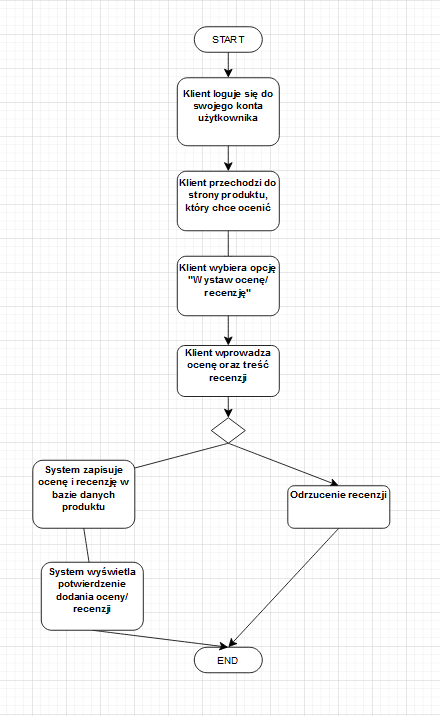 START
Klient loguje się do
swojego konta
użytkownika
Klient przechodzi do
strony produktu,
który chce ocenić
Klient wybiera opcję
"Wystaw ocenę/
recenzję"
Klient wprowadza
ocenę oraz treść
recenzji
System zapisuje
ocenę i recenzję w
bazie danych
produktu
Odrzucenie recenzji
System wyświetla
potwierdzenie
dodania oceny/
recenzji
END